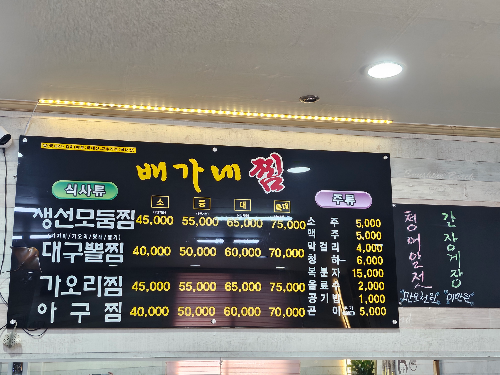 배가네찜
식사류
소 중 대 특대
생선모둠찜 45,000 55,000 65,000 75,000
대구뽈찜 40,000 50,000 60,000 70,000
가오리찜 45,000 55,000 65,000 75,000
아구찜 40,000 50,000 60,000 70,000
주류
소주 5,000
맥주 5,000
막걸리 4,000
청하 6,000
복분자 15,000
음료수 2,000
공기밥 1,000
5,000
간장게장